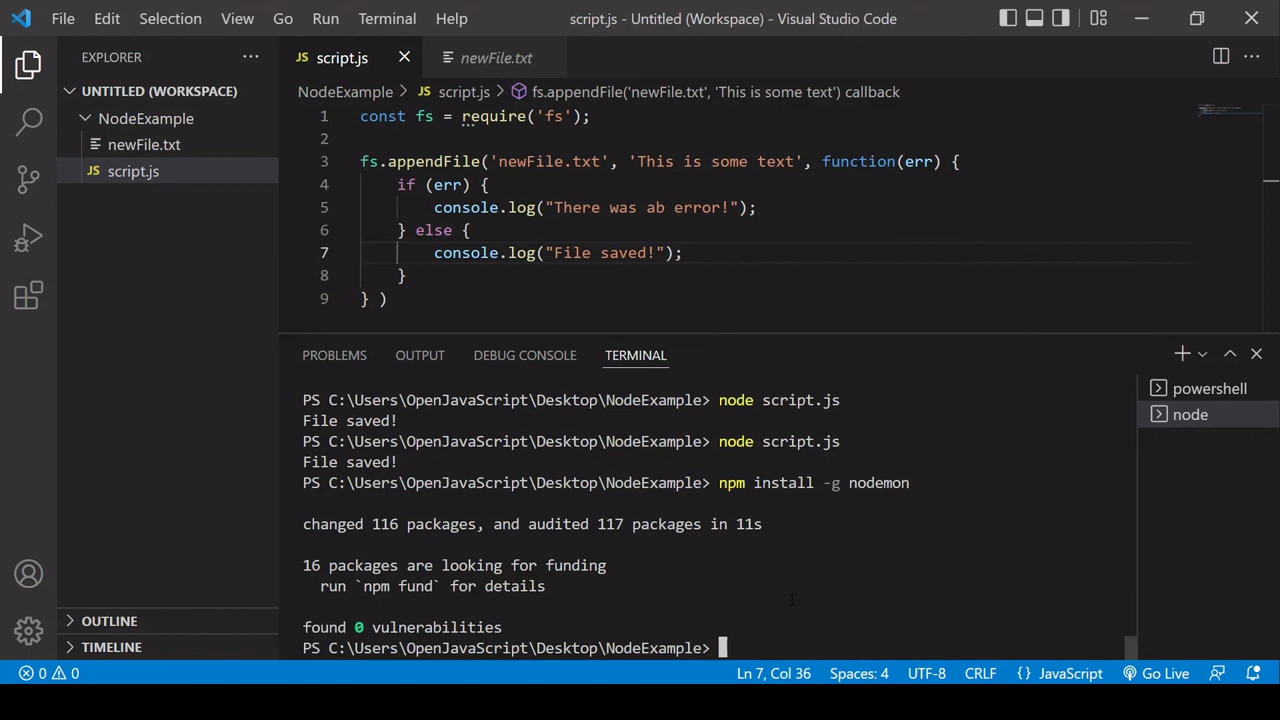 File Edit Selection View Go Run Terminal Help script.js - Untitled (Workspace) - Visual Studio Code
EXPLORER
UNTITLED (WORKSPACE)
NodeExample
newFile.txt
JS script.js
JS script.js newFile.txt
NodeExample > JS script.js > fs.appendFile('newFile.txt', 'This is some text') callback
1 const fs = require('fs');
2
3 fs.appendFile('newFile.txt', 'This is some text', function(err) {
4 if (err) {
5 console.log("There was ab error!");
6 } else {
7 console.log("File saved!");
8 }
9 } )
PROBLEMS OUTPUT DEBUG CONSOLE TERMINAL
PS C:\Users\OpenJavaScript\Desktop\NodeExample> node script.js
File saved!
PS C:\Users\OpenJavaScript\Desktop\NodeExample> node script.js
File saved!
PS C:\Users\OpenJavaScript\Desktop\NodeExample> npm install -g nodemon
changed 116 packages, and audited 117 packages in 11s
16 packages are looking for funding
run `npm fund` for details
found 0 vulnerabilities
PS C:\Users\OpenJavaScript\Desktop\NodeExample>
powershell
node
OUTLINE
TIMELINE
0 0 Ln 7, Col 36 Spaces: 4 UTF-8 CRLF {} JavaScript Go Live